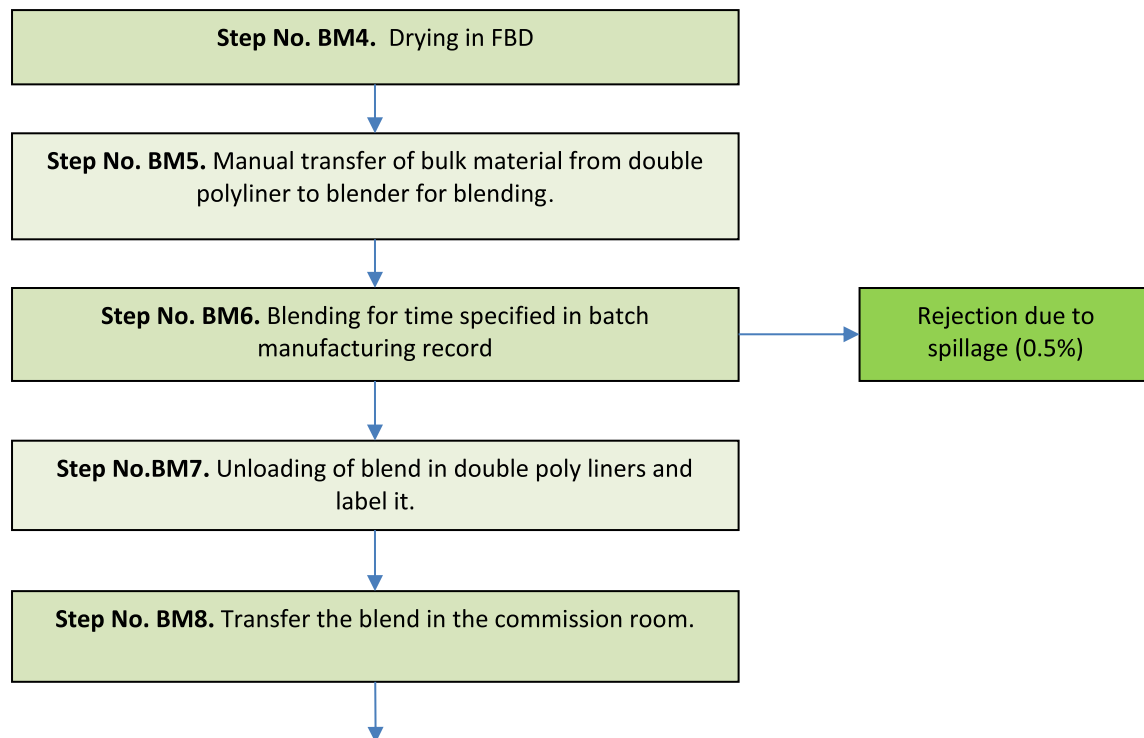 Step No. BM4. Drying in FBD
Step No. BM5. Manual transfer of bulk material from double
polyliner to blender for blending.
Step No. BM6. Blending for time specified in batch
manufacturing record
Rejection due to
spillage (0.5%)
Step No.BM7. Unloading of blend in double poly liners and
label it.
Step No. BM8. Transfer the blend in the commission room.